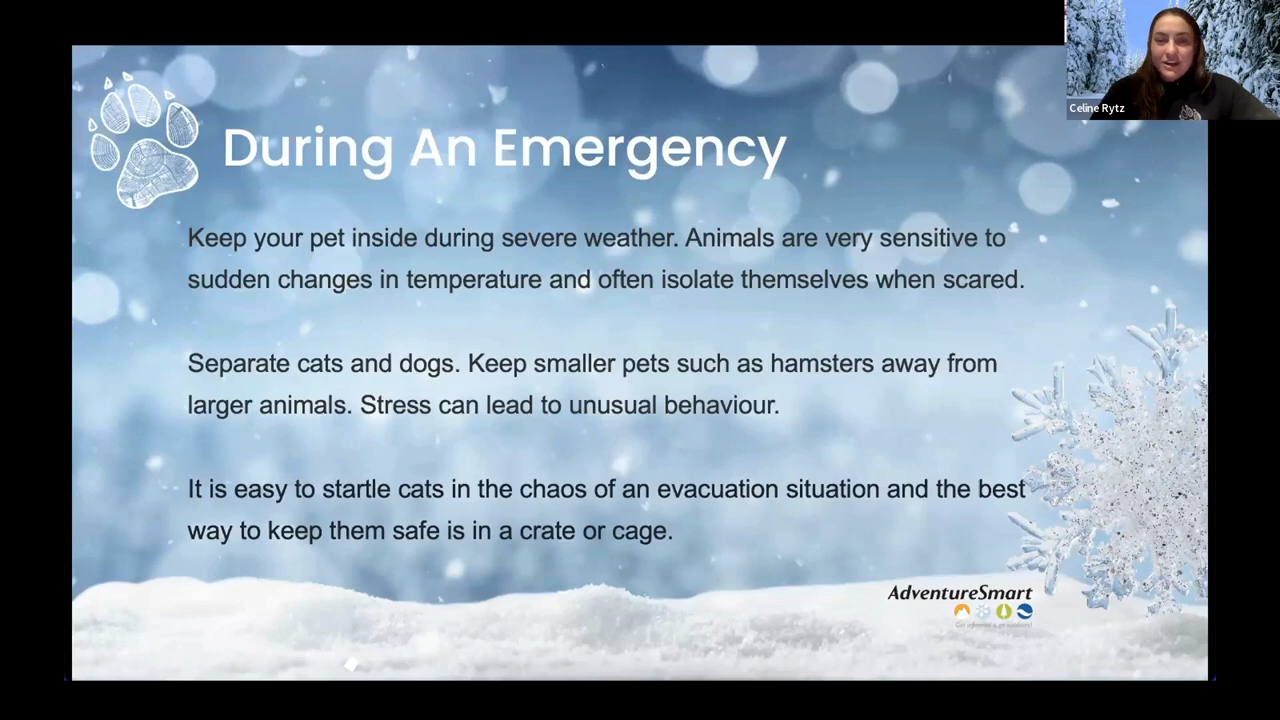 Celine Rytz
During An Emergency
Keep your pet inside during severe weather. Animals are very sensitive to
sudden changes in temperature and often isolate themselves when scared.
Separate cats and dogs. Keep smaller pets such as hamsters away from
larger animals. Stress can lead to unusual behaviour.
It is easy to startle cats in the chaos of an evacuation situation and the best
way to keep them safe is in a crate or cage.
AdventureSmart